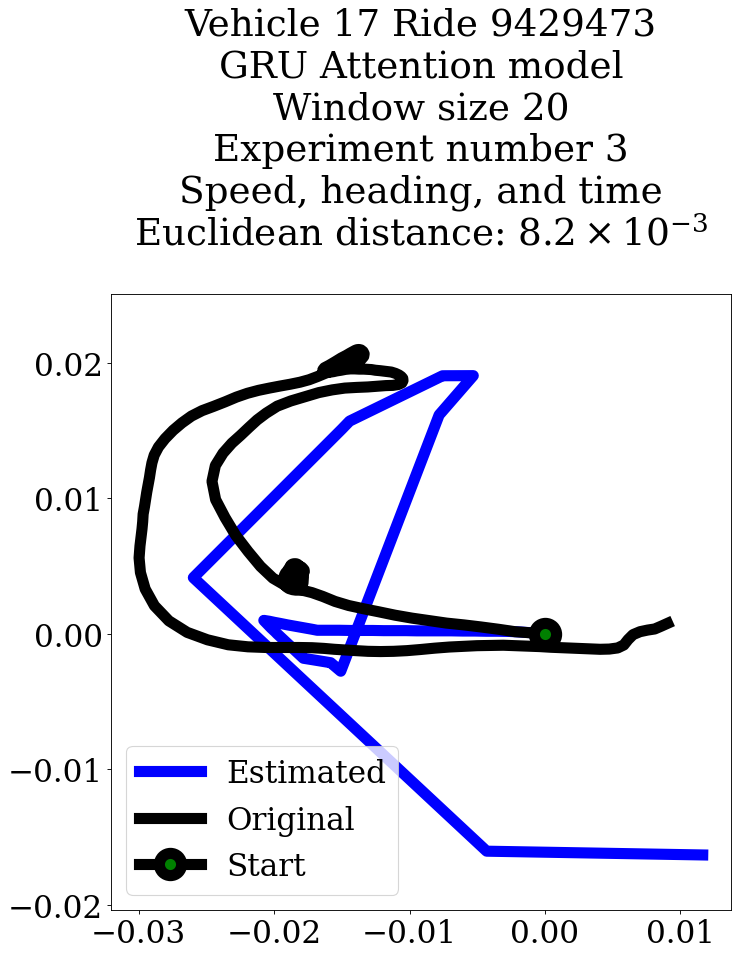 Vehicle 17 Ride 9429473
GRU Attention model
Window size 20
Experiment number 3
Speed, heading, and time
Euclidean distance: 8.2 × 10⁻³
0.02
0.01
0.00
−0.01
−0.02
Estimated
Original
Start
−0.03 −0.02 −0.01 0.00 0.01